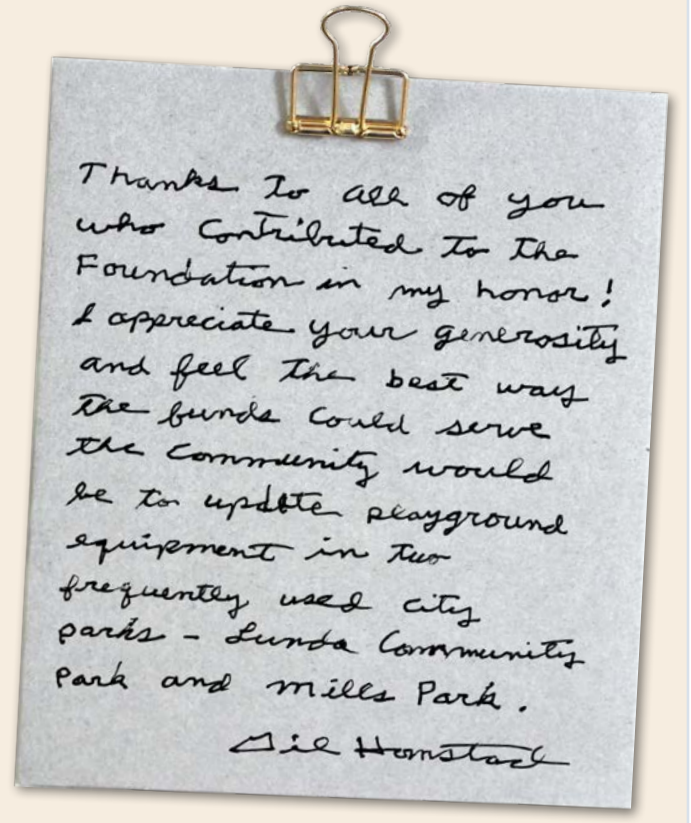 Thanks to all of you
who contributed to the
Foundation in my honor!
I appreciate your generosity
and feel the best way
the funds could serve
the community would
be to update playground
equipment in two
frequently used city
parks - Lunda Community
Park and Mills Park.
Gil Homstad